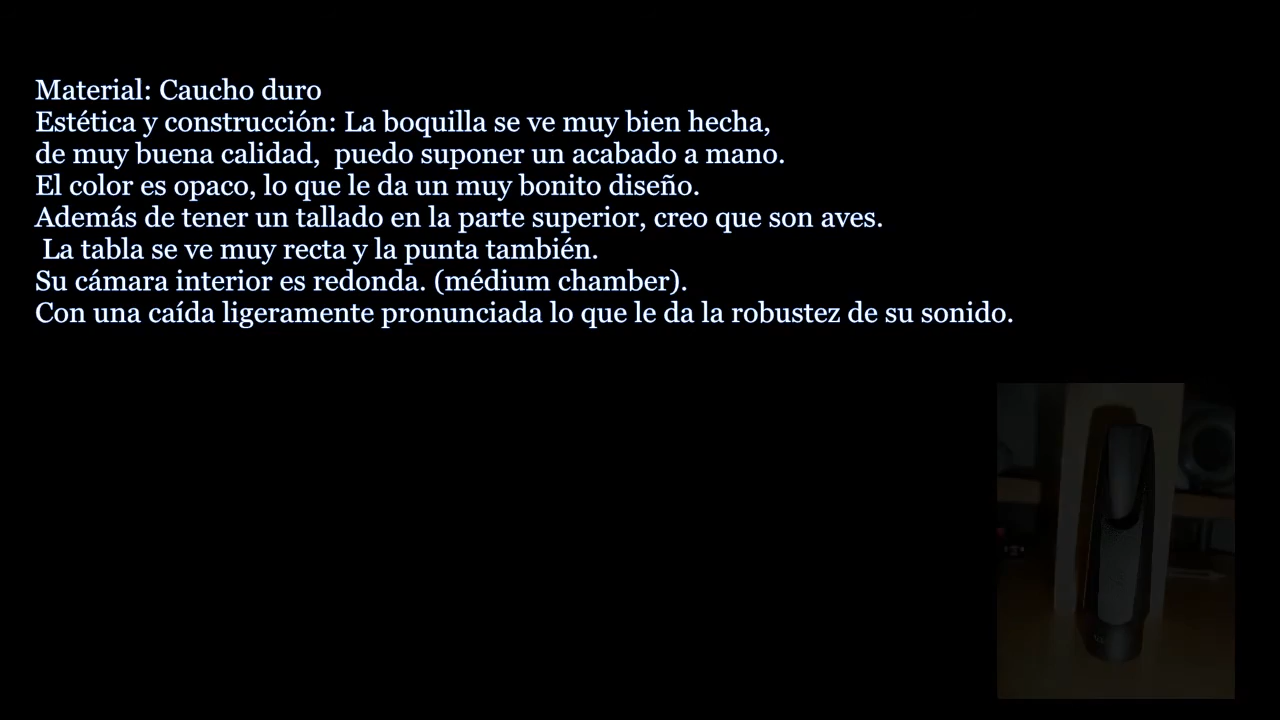 Material: Caucho duro
Estética y construcción: La boquilla se ve muy bien hecha,
de muy buena calidad,  puedo suponer un acabado a mano.
El color es opaco, lo que le da un muy bonito diseño.
Además de tener un tallado en la parte superior, creo que son aves.
La tabla se ve muy recta y la punta también.
Su cámara interior es redonda. (médium chamber).
Con una caída ligeramente pronunciada lo que le da la robustez de su sonido.